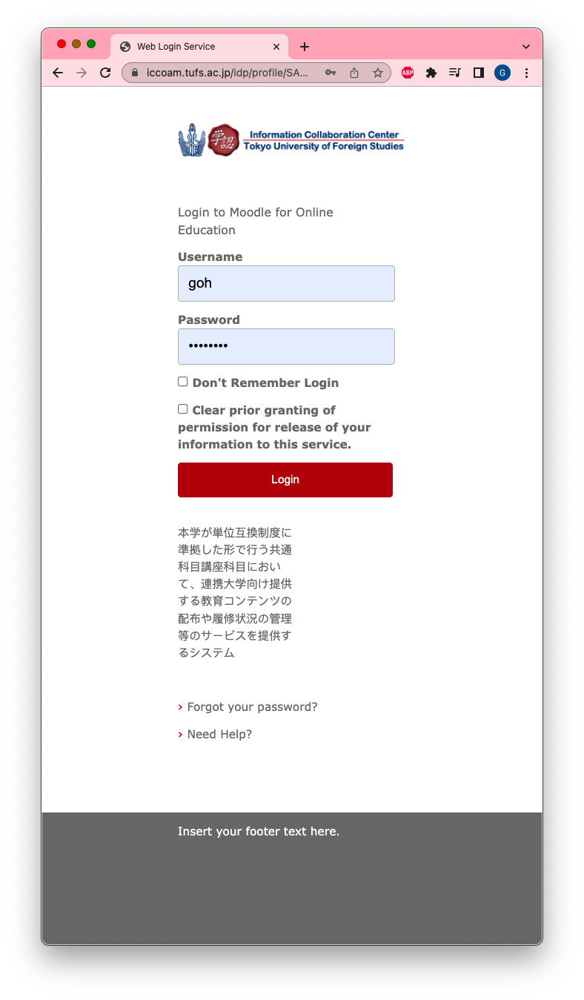 Web Login Service
iccoam.tufs.ac.jp/idp/profile/SA...
ABP
G
学認
Information Collaboration Center
Tokyo University of Foreign Studies
Login to Moodle for Online
Education
Username
goh
Password
••••••••
Don't Remember Login
Clear prior granting of
permission for release of your
information to this service.
Login
本学が単位互換制度に
準拠した形で行う共通
科目講座科目におい
て、連携大学向け提供
する教育コンテンツの
配布や履修状況の管理
等のサービスを提供す
るシステム
› Forgot your password?
› Need Help?
Insert your footer text here.